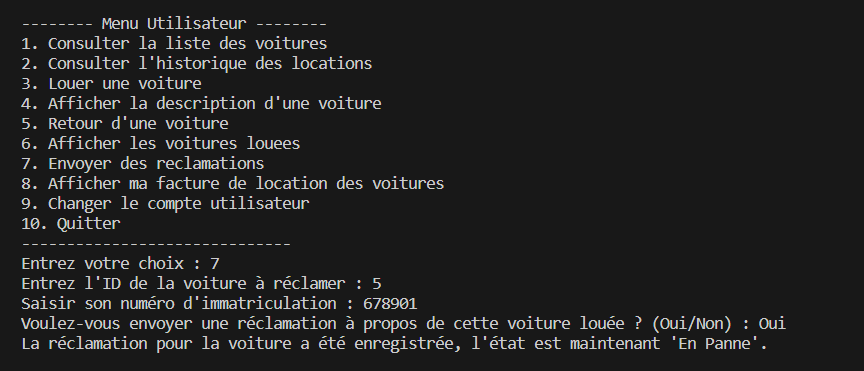 -------- Menu Utilisateur --------
1. Consulter la liste des voitures
2. Consulter l'historique des locations
3. Louer une voiture
4. Afficher la description d'une voiture
5. Retour d'une voiture
6. Afficher les voitures louees
7. Envoyer des reclamations
8. Afficher ma facture de location des voitures
9. Changer le compte utilisateur
10. Quitter
------------------------------
Entrez votre choix : 7
Entrez l'ID de la voiture à réclamer : 5
Saisir son numéro d'immatriculation : 678901
Voulez-vous envoyer une réclamation à propos de cette voiture louée ? (Oui/Non) : Oui
La réclamation pour la voiture a été enregistrée, l'état est maintenant 'En Panne'.